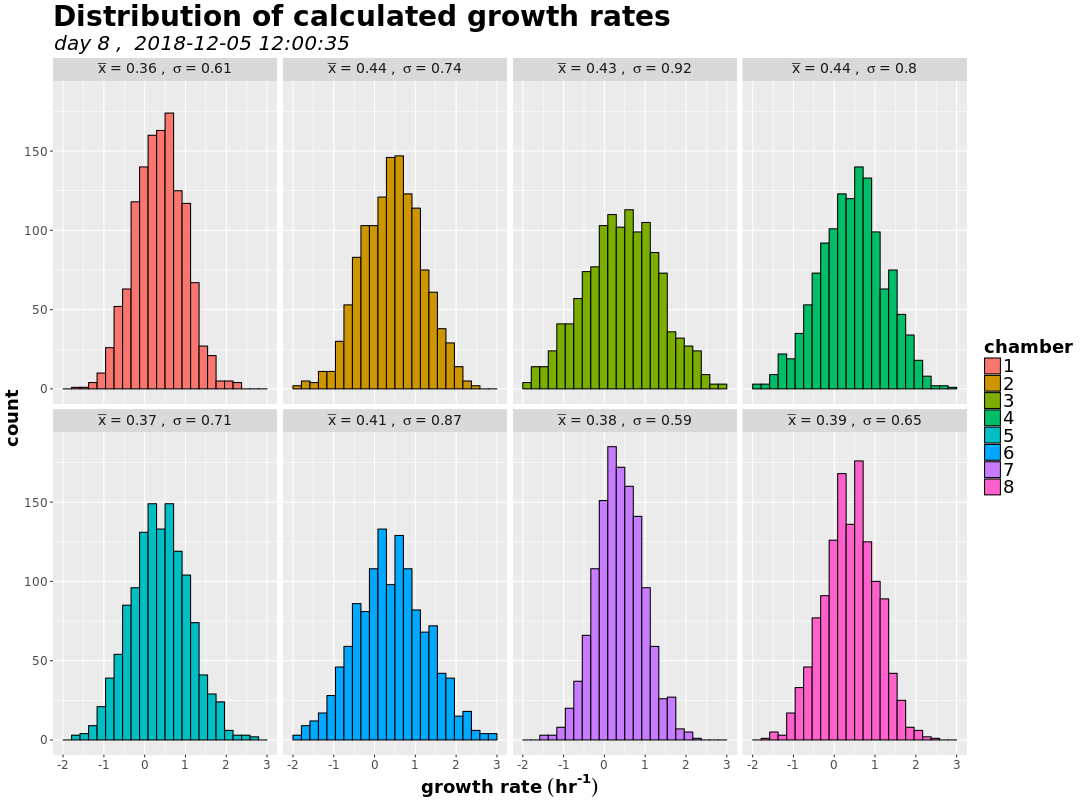 Distribution of calculated growth rates
day 8 ,  2018-12-05 12:00:35
x̅ = 0.36 ,  σ = 0.61
x̅ = 0.44 ,  σ = 0.74
x̅ = 0.43 ,  σ = 0.92
x̅ = 0.44 ,  σ = 0.8
150
100
50
0
x̅ = 0.37 ,  σ = 0.71
x̅ = 0.41 ,  σ = 0.87
x̅ = 0.38 ,  σ = 0.59
x̅ = 0.39 ,  σ = 0.65
150
100
50
0
-2 -1 0 1 2 3
-2 -1 0 1 2 3
-2 -1 0 1 2 3
-2 -1 0 1 2 3
count
growth rate (hr⁻¹)
chamber
1
2
3
4
5
6
7
8